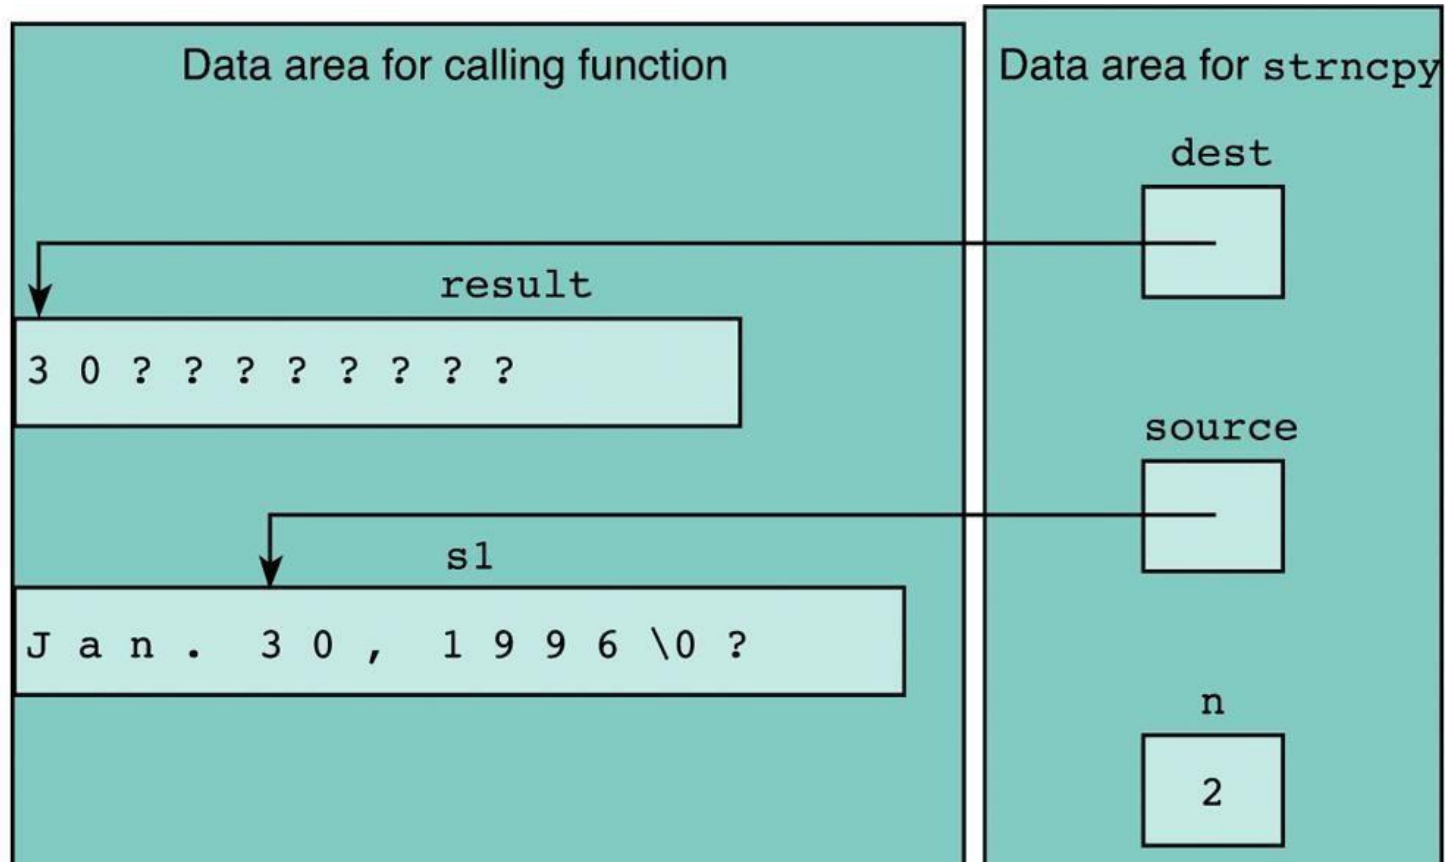 Data area for calling function
Data area for strncpy
dest
result
3 0 ? ? ? ? ? ? ? ?
source
s1
J a n . 3 0 , 1 9 9 6 \0 ?
n
2